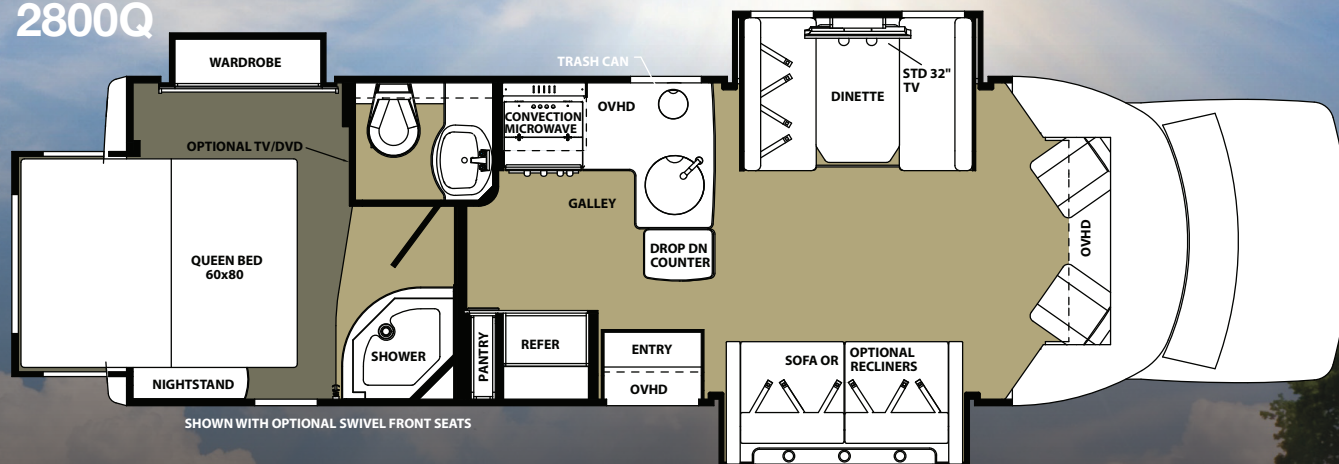 2800Q
WARDROBE
TRASH CAN
STD 32"
TV
DINETTE
OVHD
CONVECTION
MICROWAVE
OPTIONAL TV/DVD
GALLEY
OVHD
DROP DN
COUNTER
QUEEN BED
60x80
SHOWER
PANTRY
REFER
ENTRY
OVHD
SOFA OR
OPTIONAL
RECLINERS
NIGHTSTAND
SHOWN WITH OPTIONAL SWIVEL FRONT SEATS